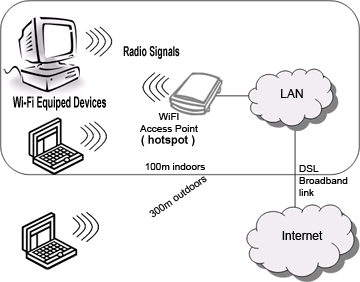 Radio Signals
Wi-Fi Equiped Devices
WiFI
Access Point
( hotspot )
LAN
100m indoors
300m outdoors
DSL
Broadband
link
Internet